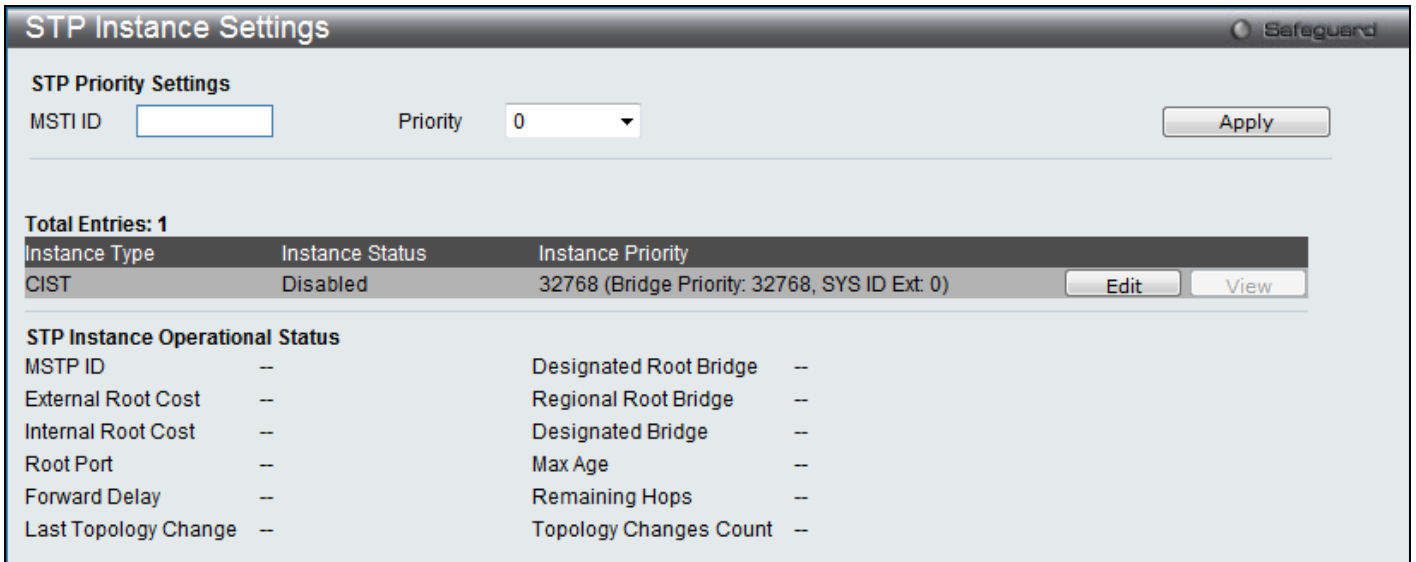 STP Instance Settings Safeguard
STP Priority Settings
MSTI ID Priority 0 Apply
Total Entries: 1
Instance Type Instance Status Instance Priority
CIST Disabled 32768 (Bridge Priority: 32768, SYS ID Ext: 0) Edit View
STP Instance Operational Status
MSTP ID -- Designated Root Bridge --
External Root Cost -- Regional Root Bridge --
Internal Root Cost -- Designated Bridge --
Root Port -- Max Age --
Forward Delay -- Remaining Hops --
Last Topology Change -- Topology Changes Count --